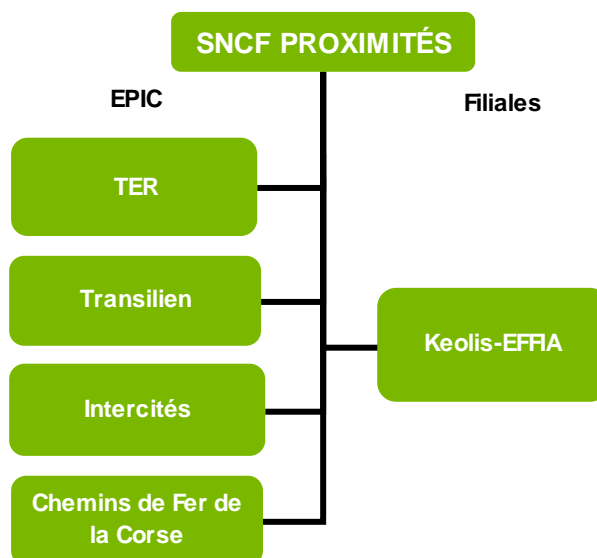 SNCF PROXIMITÉS
EPIC
Filiales
TER
Transilien
Keolis-EFFIA
Intercités
Chemins de Fer de
la Corse